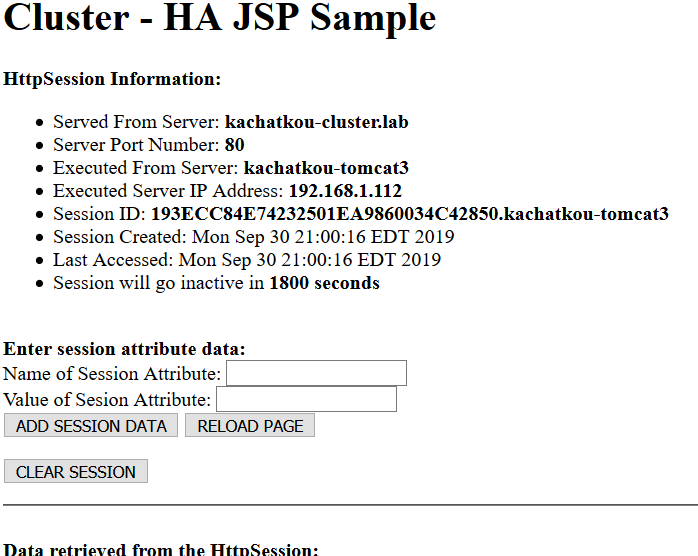 Cluster - HA JSP Sample
HttpSession Information:
Served From Server: kachatkou-cluster.lab
Server Port Number: 80
Executed From Server: kachatkou-tomcat3
Executed Server IP Address: 192.168.1.112
Session ID: 193ECC84E74232501EA9860034C42850.kachatkou-tomcat3
Session Created: Mon Sep 30 21:00:16 EDT 2019
Last Accessed: Mon Sep 30 21:00:16 EDT 2019
Session will go inactive in 1800 seconds
Enter session attribute data:
Name of Session Attribute:
Value of Sesion Attribute:
ADD SESSION DATA RELOAD PAGE
CLEAR SESSION
Data retrieved from the HttpSession: